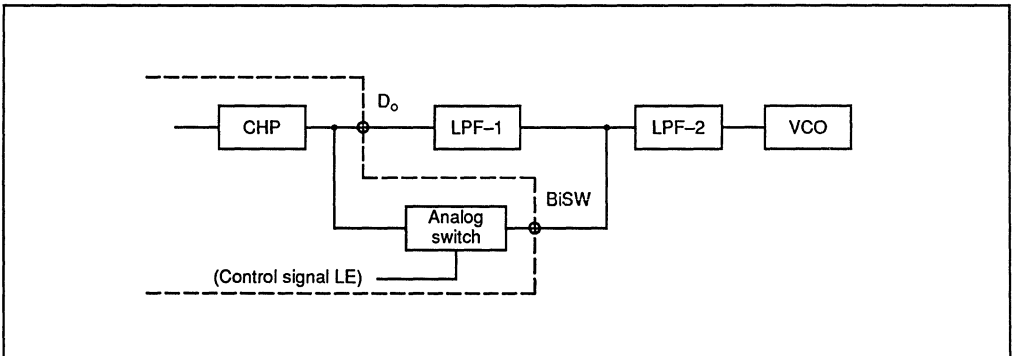 Do
CHP
LPF–1
LPF–2
VCO
BiSW
Analog
switch
(Control signal LE)